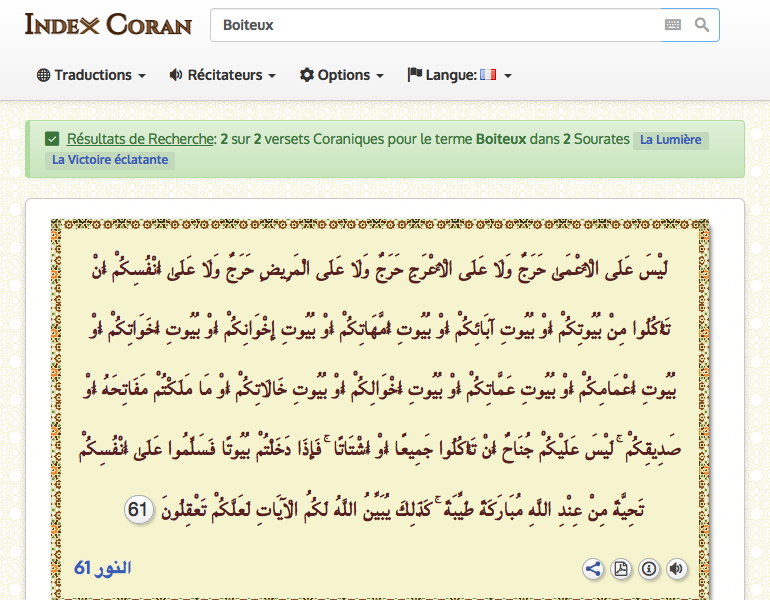 INDEX CORAN
Boiteux
Traductions
Récitateurs
Options
Langue:
Résultats de Recherche: 2 sur 2 versets Coraniques pour le terme Boiteux dans 2 Sourates La Lumière
La Victoire éclatante
لَيْسَ عَلَى الْأَعْمَىٰ حَرَجٌ وَلَا عَلَى الْأَعْرَجِ حَرَجٌ وَلَا عَلَى الْمَرِيضِ حَرَجٌ وَلَا عَلَىٰ أَنْفُسِكُمْ أَنْ
تَأْكُلُوا مِنْ بُيُوتِكُمْ أَوْ بُيُوتِ آبَائِكُمْ أَوْ بُيُوتِ أُمَّهَاتِكُمْ أَوْ بُيُوتِ إِخْوَانِكُمْ أَوْ بُيُوتِ أَخَوَاتِكُمْ أَوْ
بُيُوتِ أَعْمَامِكُمْ أَوْ بُيُوتِ عَمَّاتِكُمْ أَوْ بُيُوتِ أَخْوَالِكُمْ أَوْ بُيُوتِ خَالَاتِكُمْ أَوْ مَا مَلَكْتُمْ مَفَاتِحَهُ أَوْ
صَدِيقِكُمْ ۚ لَيْسَ عَلَيْكُمْ جُنَاحٌ أَنْ تَأْكُلُوا جَمِيعًا أَوْ أَشْتَاتًا ۚ فَإِذَا دَخَلْتُمْ بُيُوتًا فَسَلِّمُوا عَلَىٰ أَنْفُسِكُمْ
تَحِيَّةً مِنْ عِنْدِ اللَّهِ مُبَارَكَةً طَيِّبَةً ۚ كَذَٰلِكَ يُبَيِّنُ اللَّهُ لَكُمُ الْآيَاتِ لَعَلَّكُمْ تَعْقِلُونَ 61
النور 61